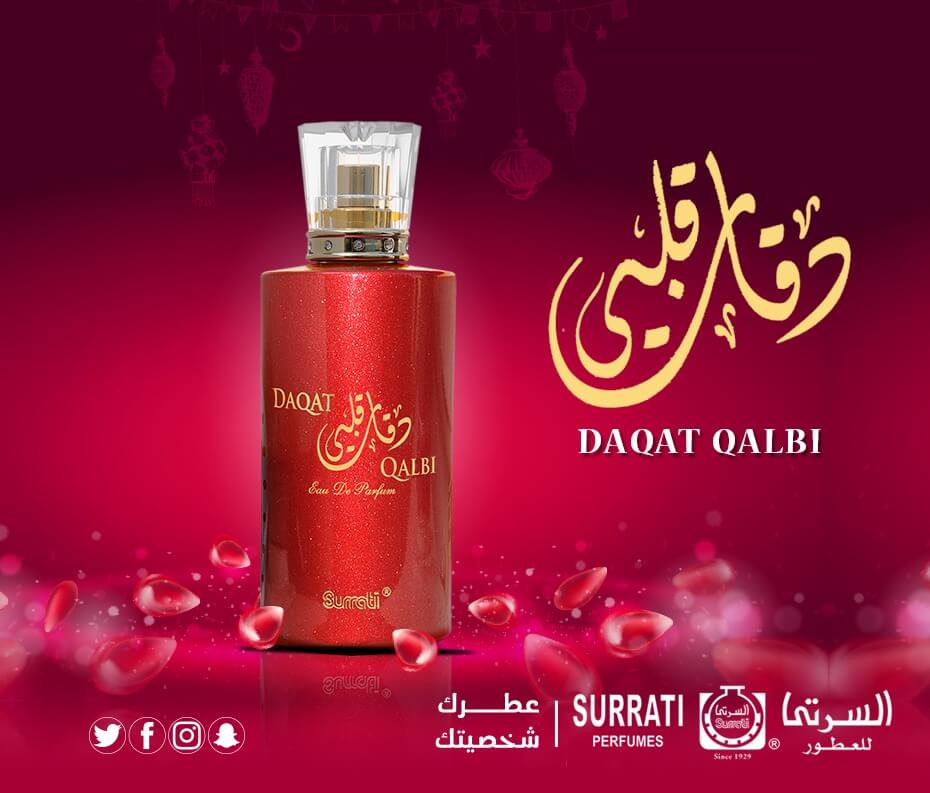 دقات قلبي
DAQAT QALBI
DAQAT
دقات قلبي
QALBI
Eau De Parfum
Surrati ®
عطرك
شخصيتك
SURRATI
PERFUMES
السرتي
Surrati
®
Since 1929
السرتي
للعطور